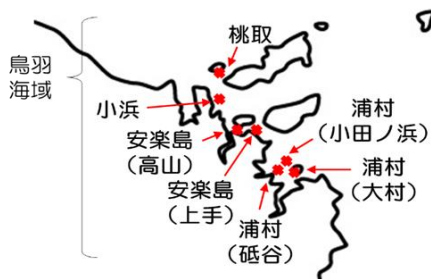 桃取
鳥羽
海域
小浜
浦村
(小田ノ浜)
安楽島
(高山)
浦村
(大村)
安楽島
(上手)
浦村
(砥谷)